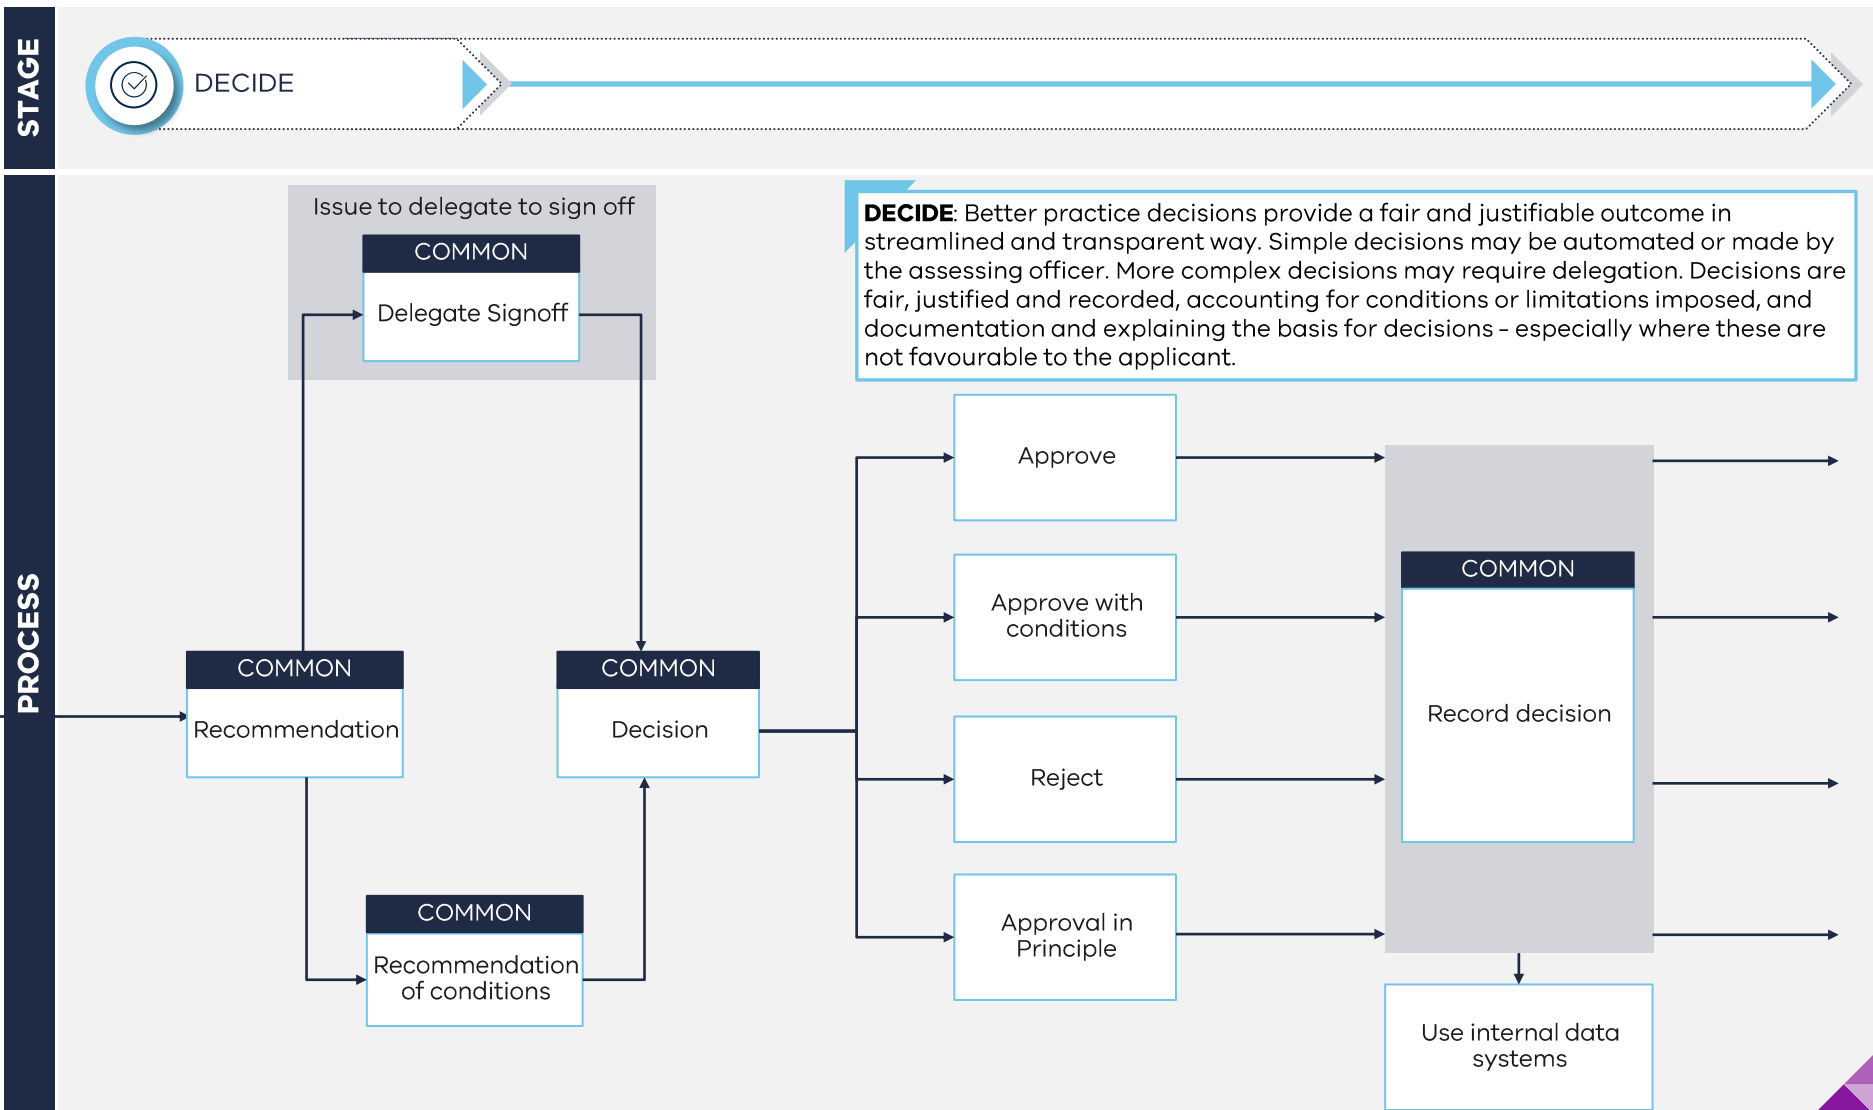 STAGE
DECIDE
PROCESS
Issue to delegate to sign off
COMMON
Delegate Signoff
DECIDE: Better practice decisions provide a fair and justifiable outcome in
streamlined and transparent way. Simple decisions may be automated or made by
the assessing officer. More complex decisions may require delegation. Decisions are
fair, justified and recorded, accounting for conditions or limitations imposed, and
documentation and explaining the basis for decisions - especially where these are
not favourable to the applicant.
COMMON
Recommendation
COMMON
Decision
COMMON
Recommendation
of conditions
Approve
Approve with
conditions
Reject
Approval in
Principle
COMMON
Record decision
Use internal data
systems